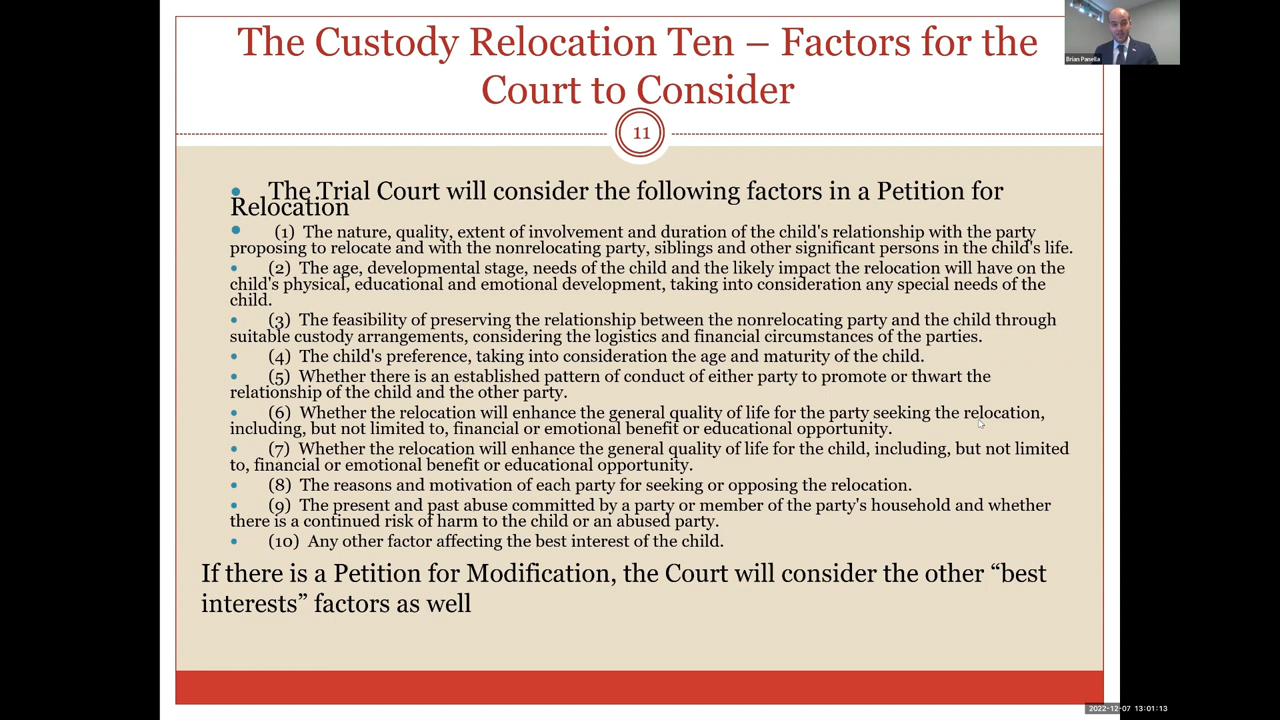 The Custody Relocation Ten – Factors for the
Court to Consider
Brian Panella
11
• The Trial Court will consider the following factors in a Petition for
Relocation
• (1) The nature, quality, extent of involvement and duration of the child's relationship with the party
proposing to relocate and with the nonrelocating party, siblings and other significant persons in the child's life.
• (2) The age, developmental stage, needs of the child and the likely impact the relocation will have on the
child's physical, educational and emotional development, taking into consideration any special needs of the
child.
• (3) The feasibility of preserving the relationship between the nonrelocating party and the child through
suitable custody arrangements, considering the logistics and financial circumstances of the parties.
• (4) The child's preference, taking into consideration the age and maturity of the child.
• (5) Whether there is an established pattern of conduct of either party to promote or thwart the
relationship of the child and the other party.
• (6) Whether the relocation will enhance the general quality of life for the party seeking the relocation,
including, but not limited to, financial or emotional benefit or educational opportunity.
• (7) Whether the relocation will enhance the general quality of life for the child, including, but not limited
to, financial or emotional benefit or educational opportunity.
• (8) The reasons and motivation of each party for seeking or opposing the relocation.
• (9) The present and past abuse committed by a party or member of the party's household and whether
there is a continued risk of harm to the child or an abused party.
• (10) Any other factor affecting the best interest of the child.
If there is a Petition for Modification, the Court will consider the other “best
interests” factors as well
2022-12-07 13:01:13